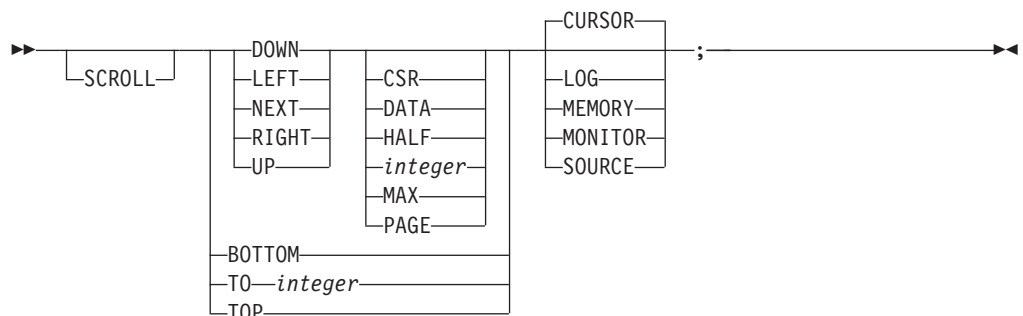 CURSOR
DOWN ;
SCROLL LEFT CSR LOG
NEXT DATA MEMORY
RIGHT HALF MONITOR
UP integer SOURCE
MAX
PAGE
BOTTOM
TO integer
TOP